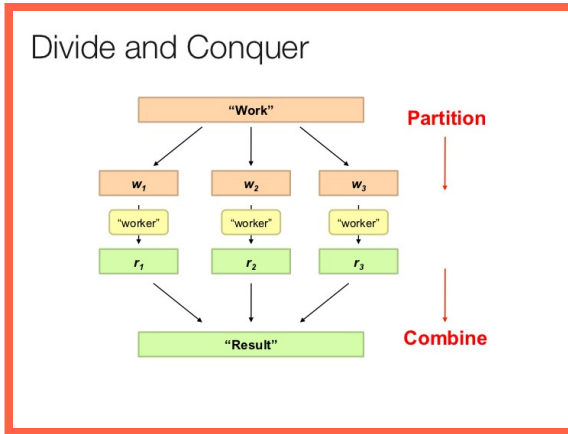 Divide and Conquer
“Work”
Partition
w1 w2 w3
“worker” “worker” “worker”
r1 r2 r3
“Result”
Combine